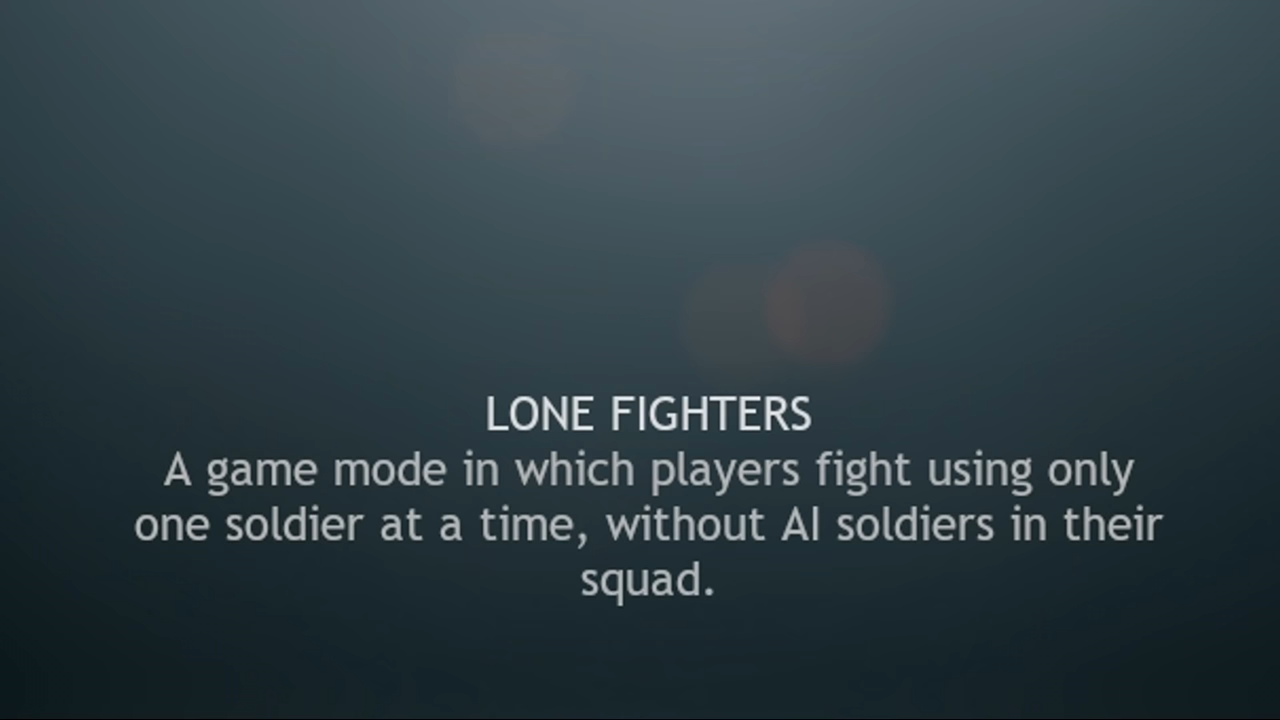 LONE FIGHTERS
A game mode in which players fight using only
one soldier at a time, without AI soldiers in their
squad.